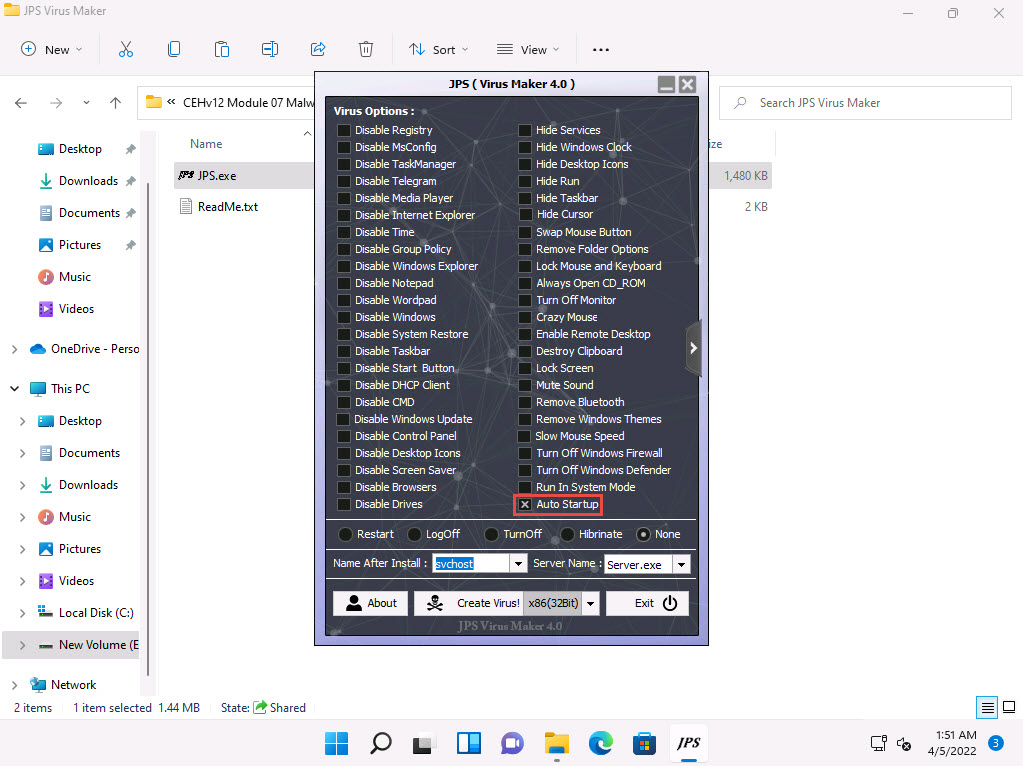 JPS Virus Maker
New
Sort
View
« CEHv12 Module 07 Malw
Search JPS Virus Maker
Desktop
Downloads
Documents
Pictures
Music
Videos
OneDrive - Perso
This PC
Desktop
Documents
Downloads
Music
Pictures
Videos
Local Disk (C:)
New Volume (E
Network
Name
ize
JPS JPS.exe
1,480 KB
ReadMe.txt
2 KB
JPS ( Virus Maker 4.0 )
Virus Options :
Disable Registry
Disable MsConfig
Disable TaskManager
Disable Telegram
Disable Media Player
Disable Internet Explorer
Disable Time
Disable Group Policy
Disable Windows Explorer
Disable Notepad
Disable Wordpad
Disable Windows
Disable System Restore
Disable Taskbar
Disable Start Button
Disable DHCP Client
Disable CMD
Disable Windows Update
Disable Control Panel
Disable Desktop Icons
Disable Screen Saver
Disable Browsers
Disable Drives
Hide Services
Hide Windows Clock
Hide Desktop Icons
Hide Run
Hide Taskbar
Hide Cursor
Swap Mouse Button
Remove Folder Options
Lock Mouse and Keyboard
Always Open CD_ROM
Turn Off Monitor
Crazy Mouse
Enable Remote Desktop
Destroy Clipboard
Lock Screen
Mute Sound
Remove Bluetooth
Remove Windows Themes
Slow Mouse Speed
Turn Off Windows Firewall
Turn Off Windows Defender
Run In System Mode
Auto Startup
Restart LogOff TurnOff Hibrinate None
Name After Install : svchost Server Name : Server.exe
About Create Virus! x86(32Bit) Exit
JPS Virus Maker 4.0
2 items 1 item selected 1.44 MB State: Shared
JPS
1:51 AM
4/5/2022
3